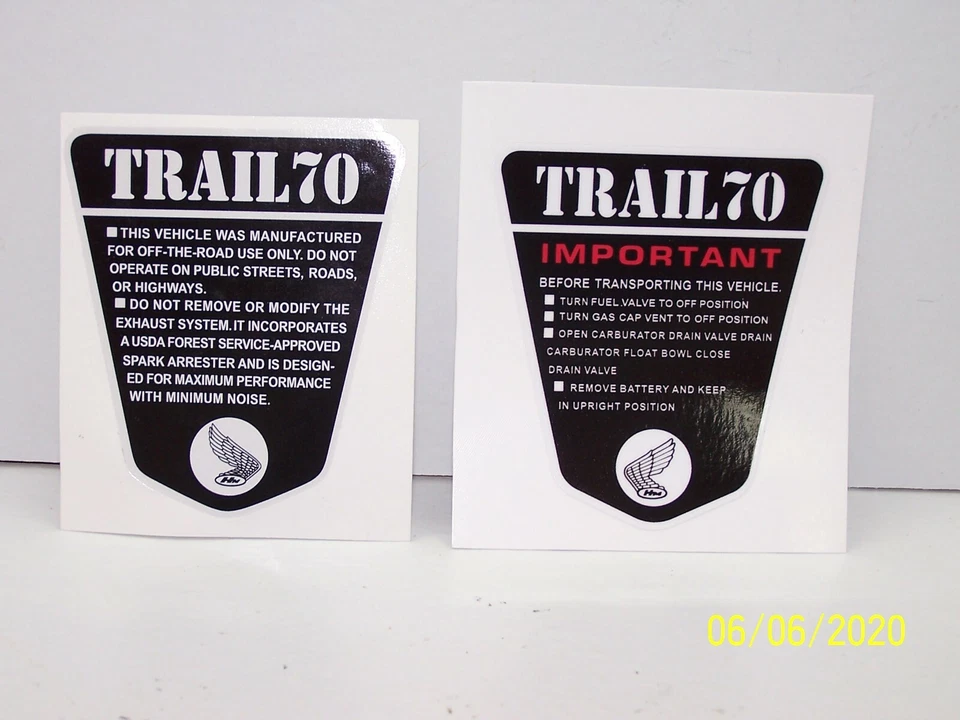 TRAIL70
■ THIS VEHICLE WAS MANUFACTURED
FOR OFF-THE-ROAD USE ONLY. DO NOT
OPERATE ON PUBLIC STREETS, ROADS,
OR HIGHWAYS.
■ DO NOT REMOVE OR MODIFY THE
EXHAUST SYSTEM. IT INCORPORATES
A USDA FOREST SERVICE-APPROVED
SPARK ARRESTER AND IS DESIGN-
ED FOR MAXIMUM PERFORMANCE
WITH MINIMUM NOISE.
HM
TRAIL70
IMPORTANT
BEFORE TRANSPORTING THIS VEHICLE.
■ TURN FUEL.VALVE TO OFF POSITION
■ TURN GAS CAP VENT TO OFF POSITION
■ OPEN CARBURATOR DRAIN VALVE DRAIN
CARBURATOR FLOAT BOWL CLOSE
DRAIN VALVE
■ REMOVE BATTERY AND KEEP
IN UPRIGHT POSITION
HM
06/06/2020